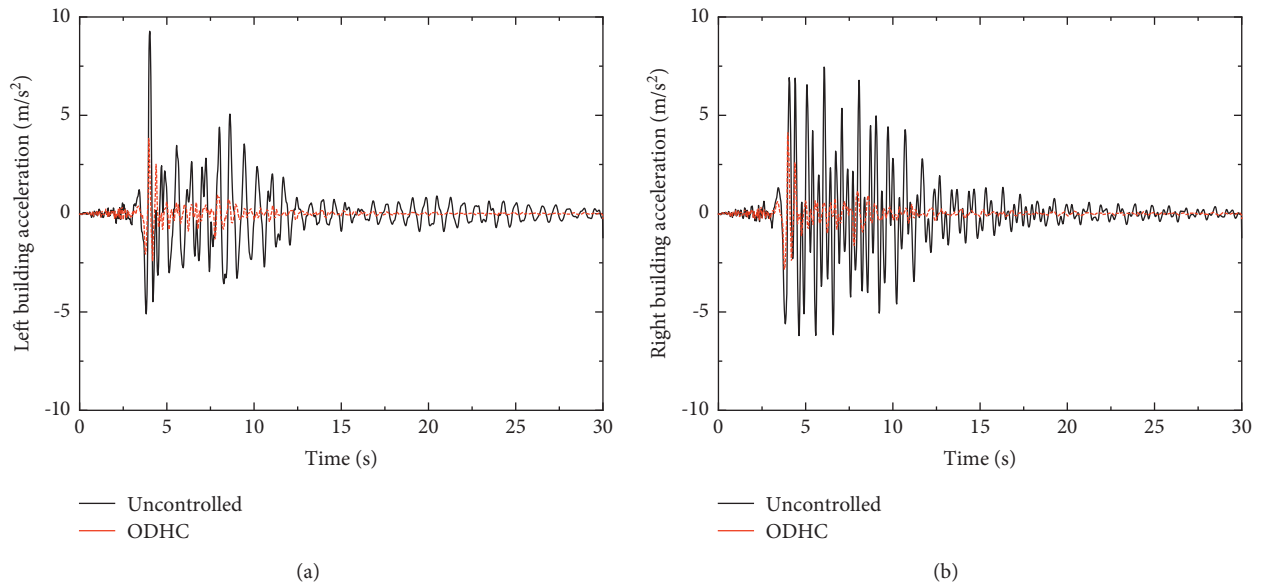 10
5
0
-5
-10
Left building acceleration (m/s²)
0 5 10 15 20 25 30
Time (s)
Uncontrolled
ODHC
(a)
10
5
0
-5
-10
Right building acceleration (m/s²)
0 5 10 15 20 25 30
Time (s)
Uncontrolled
ODHC
(b)